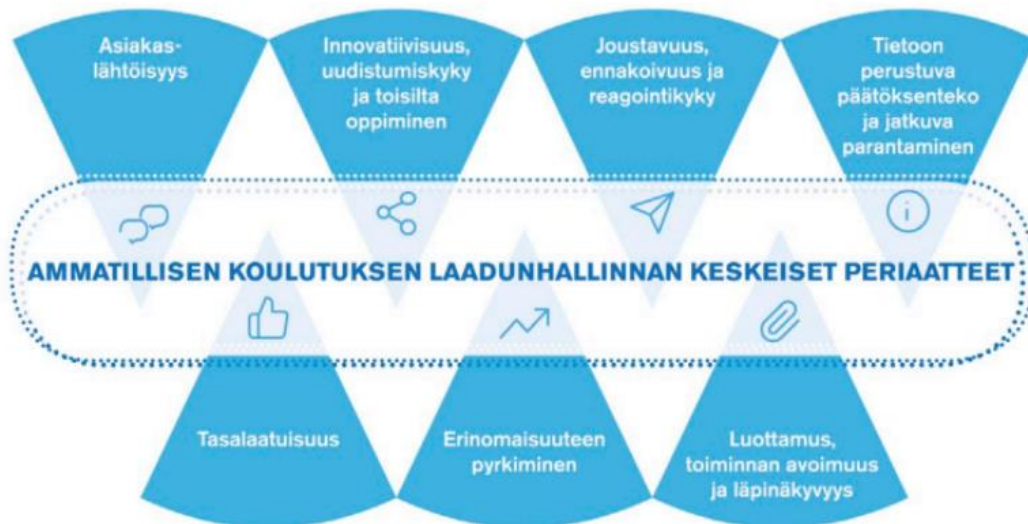 Asiakas-
lähtöisyys
Innovatiivisuus,
uudistumiskyky
ja toisilta
oppiminen
Joustavuus,
ennakoivuus ja
reagointikyky
Tietoon
perustuva
päätöksenteko
ja jatkuva
parantaminen
AMMATILLISEN KOULUTUKSEN LAADUNHALLINNAN KESKEISET PERIAATTEET
Tasalaatuisuus
Erinomaisuuteen
pyrkiminen
Luottamus,
toiminnan avoimuus
ja läpinäkyvyys